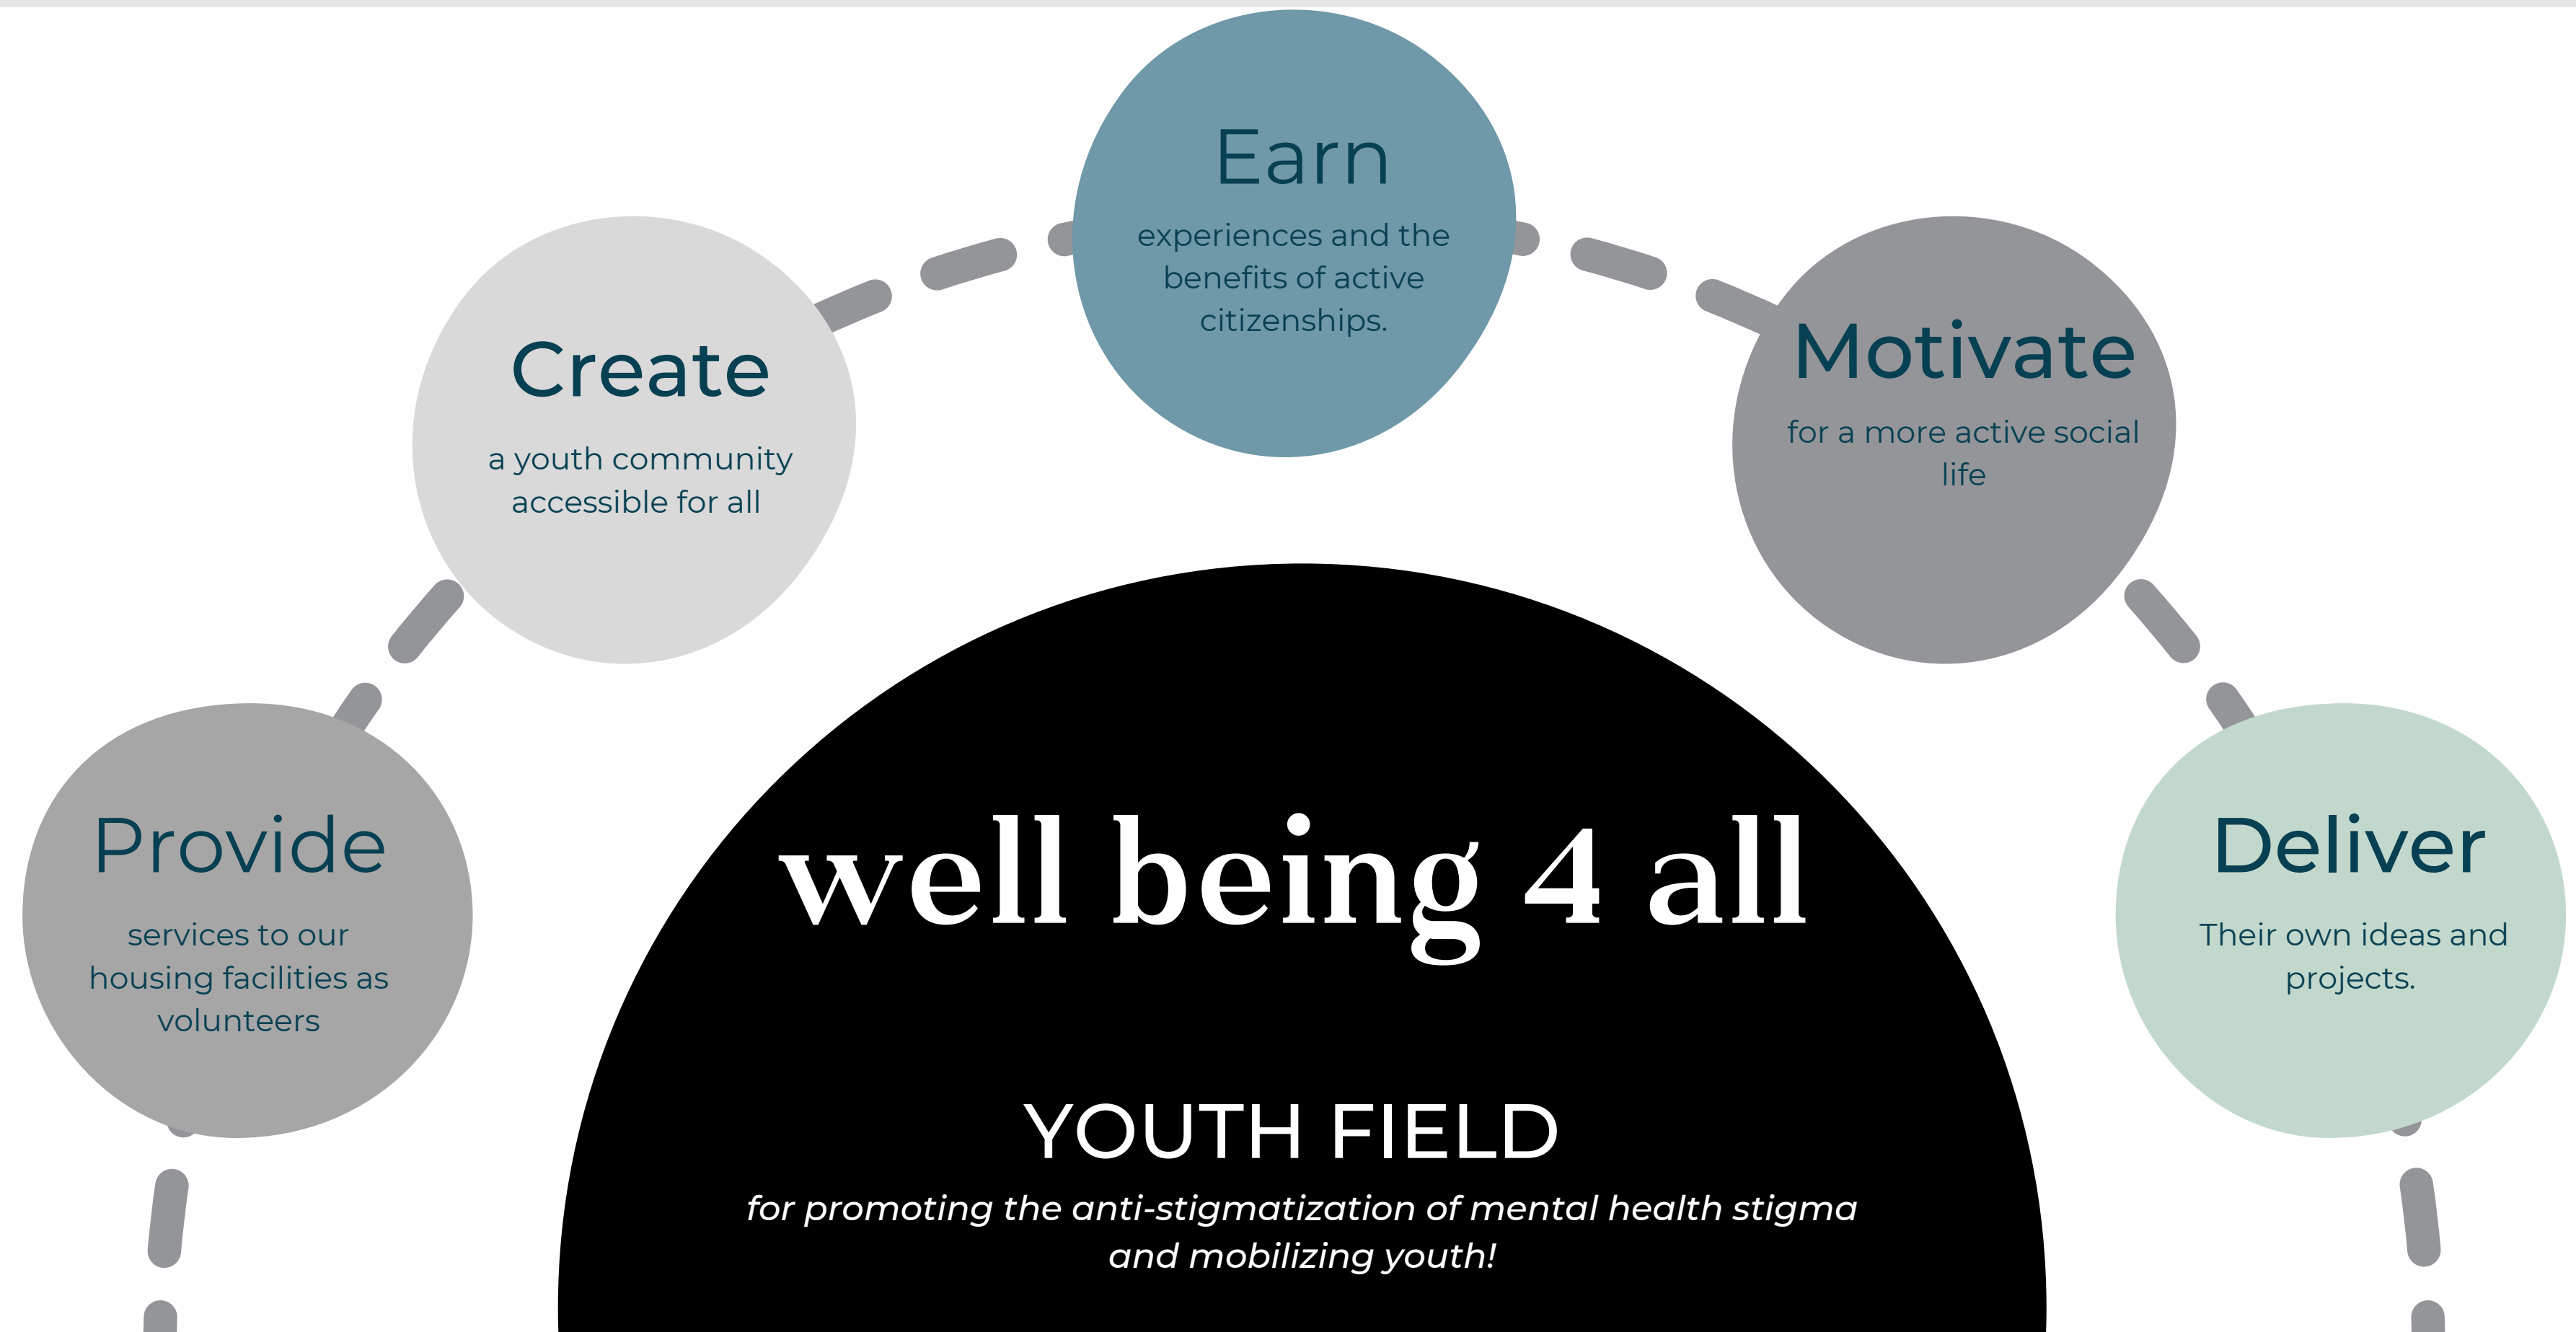 Earn
experiences and the
benefits of active
citizenships.
Create
a youth community
accessible for all
Motivate
for a more active social
life
Provide
services to our
housing facilities as
volunteers
Deliver
Their own ideas and
projects.
well being 4 all
YOUTH FIELD
for promoting the anti-stigmatization of mental health stigma
and mobilizing youth!